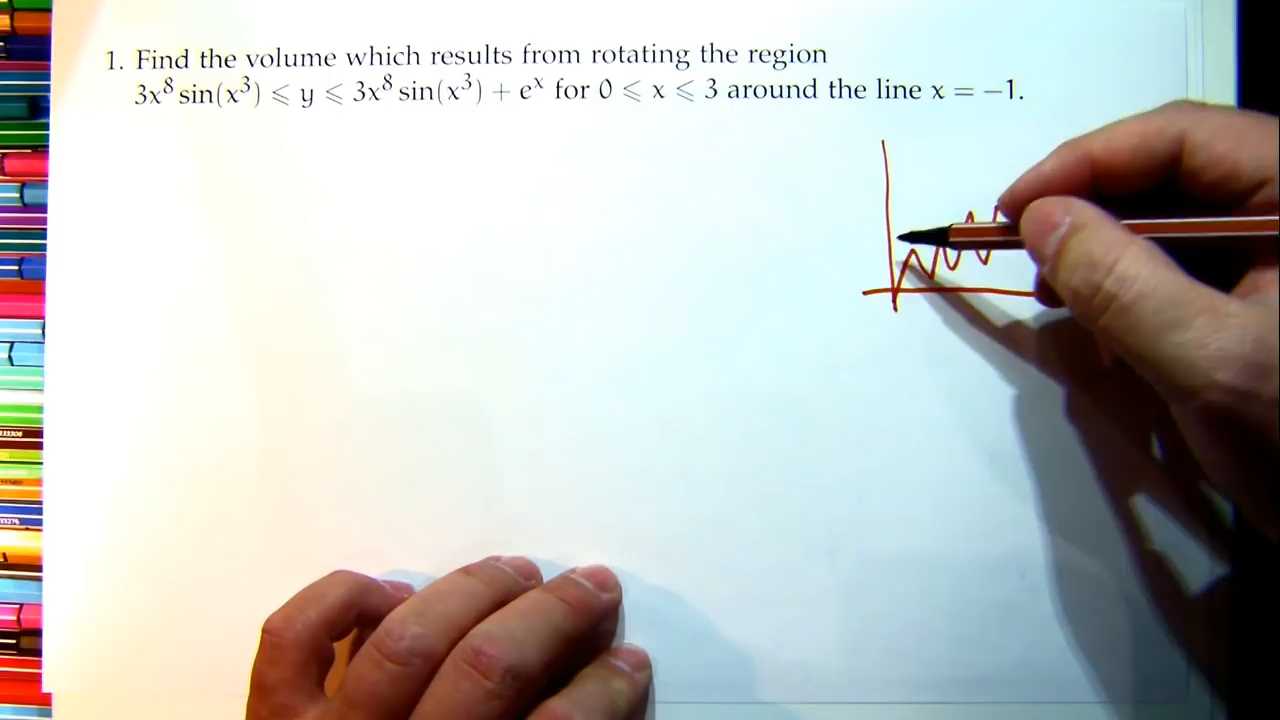 1. Find the volume which results from rotating the region
3x⁸ sin(x³) ⩽ y ⩽ 3x⁸ sin(x³) + eˣ for 0 ⩽ x ⩽ 3 around the line x = −1.